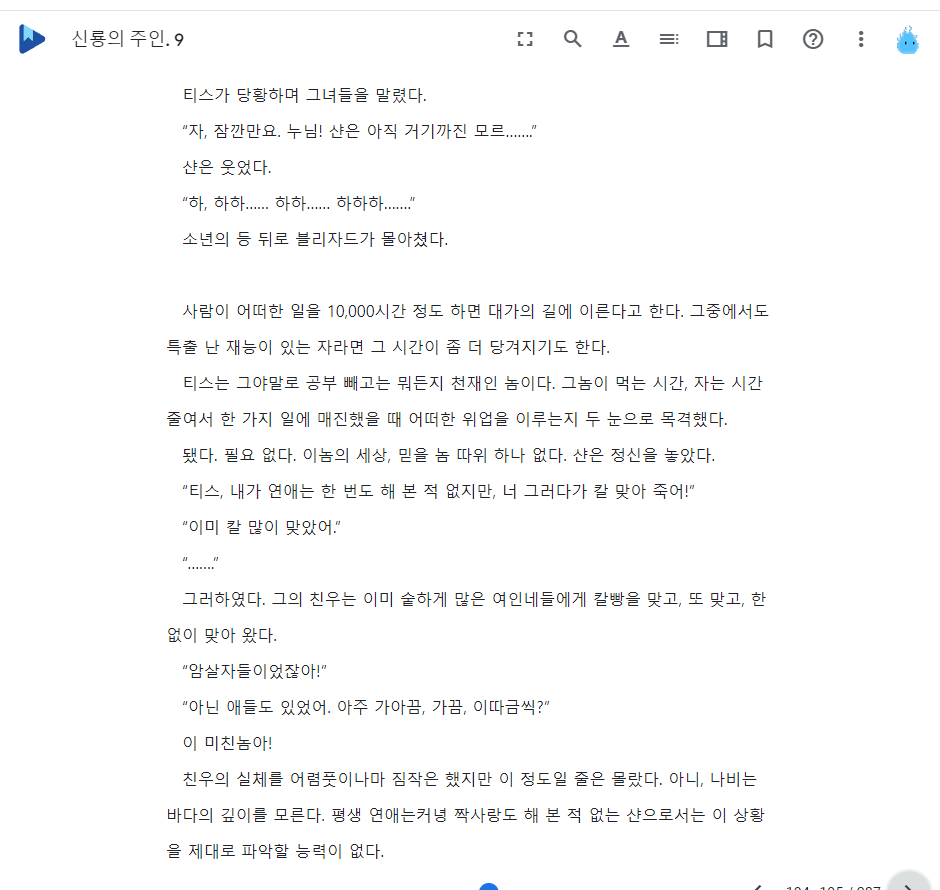 신룡의 주인. 9
티스가 당황하며 그녀들을 말렸다.
“자, 잠깐만요. 누님! 샨은 아직 거기까진 모르.......”
샨은 웃었다.
“하, 하하...... 하하...... 하하하.......”
소년의 등 뒤로 블리자드가 몰아쳤다.
사람이 어떠한 일을 10,000시간 정도 하면 대가의 길에 이른다고 한다. 그중에서도
특출 난 재능이 있는 자라면 그 시간이 좀 더 당겨지기도 한다.
티스는 그야말로 공부 빼고는 뭐든지 천재인 놈이다. 그놈이 먹는 시간, 자는 시간
줄여서 한 가지 일에 매진했을 때 어떠한 위업을 이루는지 두 눈으로 목격했다.
됐다. 필요 없다. 이놈의 세상, 믿을 놈 따위 하나 없다. 샨은 정신을 놓았다.
“티스, 내가 연애는 한 번도 해 본 적 없지만, 너 그러다가 칼 맞아 죽어!”
“이미 칼 많이 맞았어.”
“.......”
그러하였다. 그의 친우는 이미 숱하게 많은 여인네들에게 칼빵을 맞고, 또 맞고, 한
없이 맞아 왔다.
“암살자들이었잖아!”
“아닌 애들도 있었어. 아주 가아끔, 가끔, 이따금씩?”
이 미친놈아!
친우의 실체를 어렴풋이나마 짐작은 했지만 이 정도일 줄은 몰랐다. 아니, 나비는
바다의 깊이를 모른다. 평생 연애는커녕 짝사랑도 해 본 적 없는 샨으로서는 이 상황
을 제대로 파악할 능력이 없다.